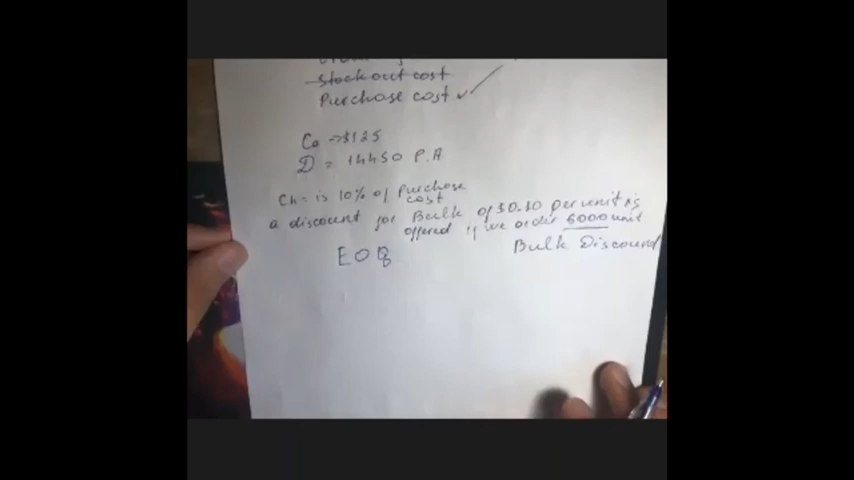 Stock out cost
Purchase cost ✓
Co → $125
D = 14450 P.A
Ch = is 10% of Purchase cost
a discount for Bulk of $0.10 per unit is
offered if we order 6000 unit
EOQ
Bulk Discound